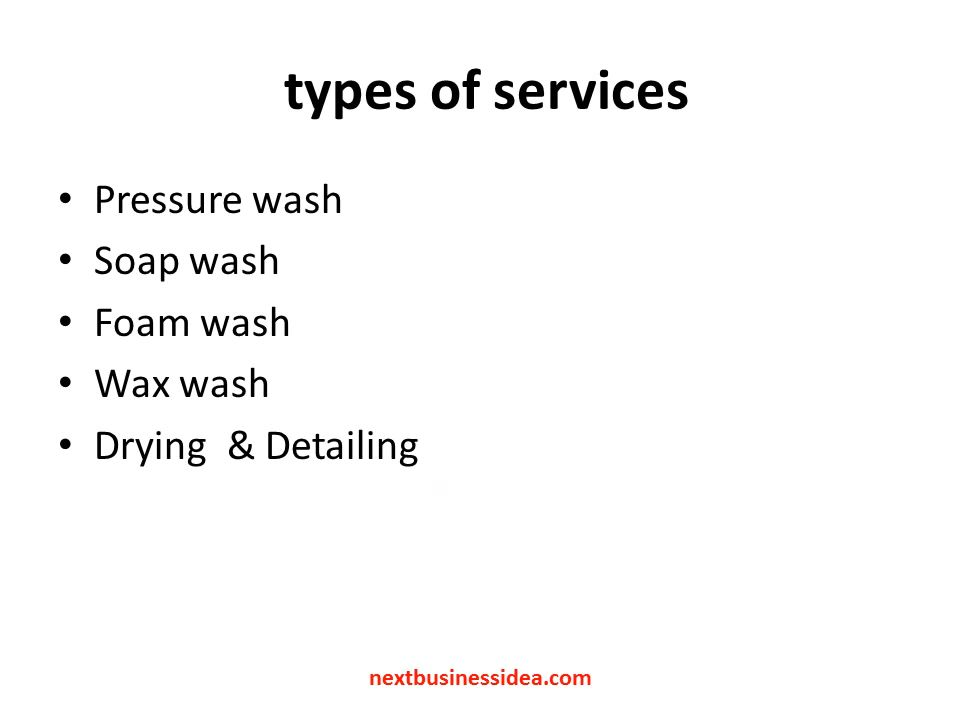 types of services
• Pressure wash
• Soap wash
• Foam wash
• Wax wash
• Drying  & Detailing
nextbusinessidea.com